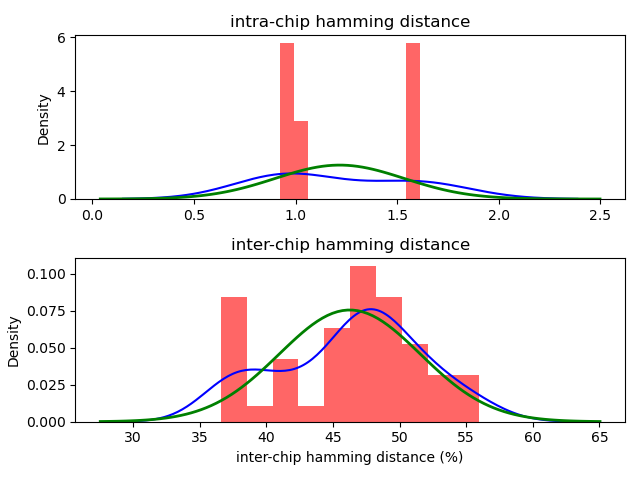 intra-chip hamming distance
6
4
2
0
Density
0.0 0.5 1.0 1.5 2.0 2.5
inter-chip hamming distance
0.100
0.075
0.050
0.025
0.000
Density
30 35 40 45 50 55 60 65
inter-chip hamming distance (%)